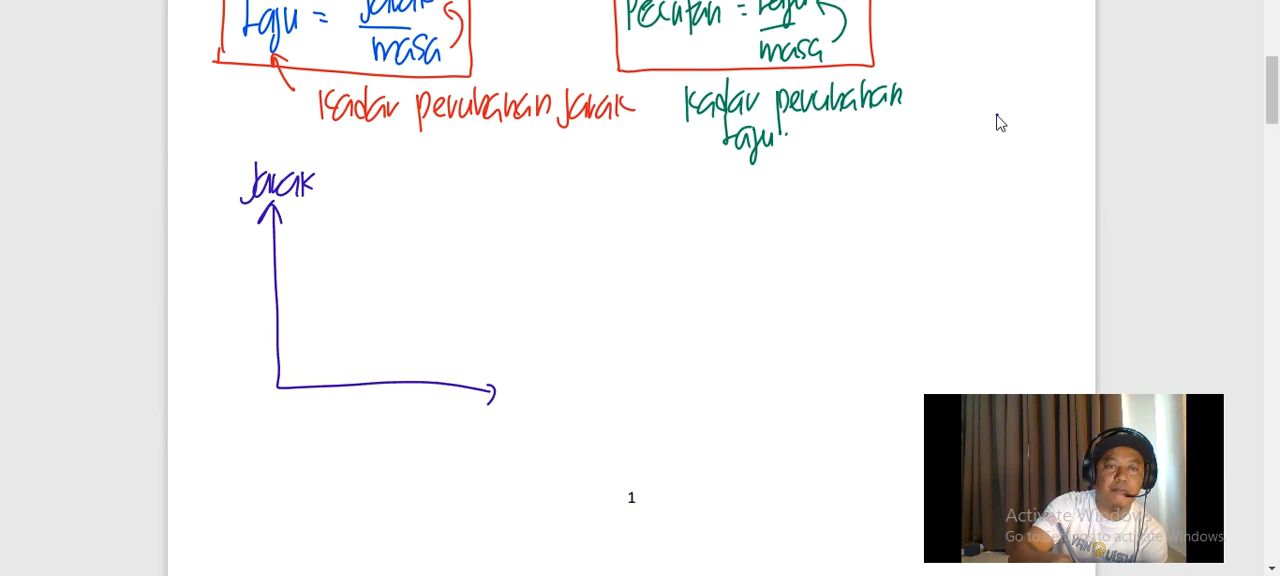 Laju = jarak
masa
Pecutan = Laju
masa
Kadar perubahan jarak
Kadar perubahan
Laju.
Jarak
1
Activate Windows
Go to Settings to activate Windows.